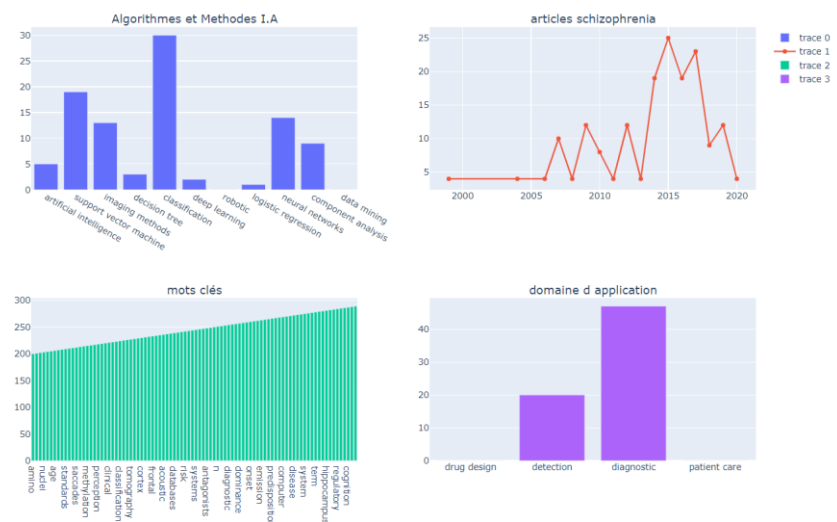 Algorithmes et Methodes I.A
30
25
20
15
10
5
0
artificial intelligence
support vector machine
imaging methods
decision tree
classification
deep learning
robotic
logistic regression
neural networks
component analysis
data mining
articles schizophrenia
25
20
15
10
5
2000
2005
2010
2015
2020
trace 0
trace 1
trace 2
trace 3
mots clés
300
250
200
150
100
50
0
amino
nuclei
age
standards
saccades
methylation
perception
clinical
classification
tomography
cortex
frontal
acoustic
databases
risk
systems
antagonists
n
diagnostic
dominance
onset
emission
predispositio
computer
disease
system
term
hippocampus
regulatory
cognition
domaine d application
40
30
20
10
0
drug design
detection
diagnostic
patient care